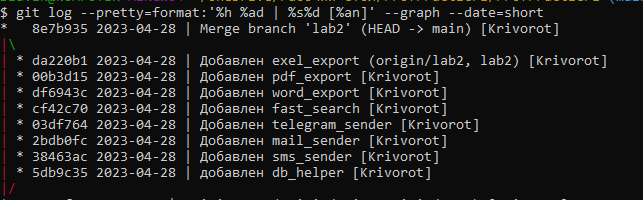 $ git log --pretty=format:'%h %ad | %s%d [%an]' --graph --date=short
*   8e7b935 2023-04-28 | Merge branch 'lab2' (HEAD -> main) [Krivorot]
|\
| * da220b1 2023-04-28 | Добавлен exel_export (origin/lab2, lab2) [Krivorot]
| * 00b3d15 2023-04-28 | Добавлен pdf_export [Krivorot]
| * df6943c 2023-04-28 | Добавлен word_export [Krivorot]
| * cf42c70 2023-04-28 | Добавлен fast_search [Krivorot]
| * 03df764 2023-04-28 | Добавлен telegram_sender [Krivorot]
| * 2bdb0fc 2023-04-28 | Добавлен mail_sender [Krivorot]
| * 38463ac 2023-04-28 | Добавлен sms_sender [Krivorot]
| * 5db9c35 2023-04-28 | Добавлен db_helper [Krivorot]
|/